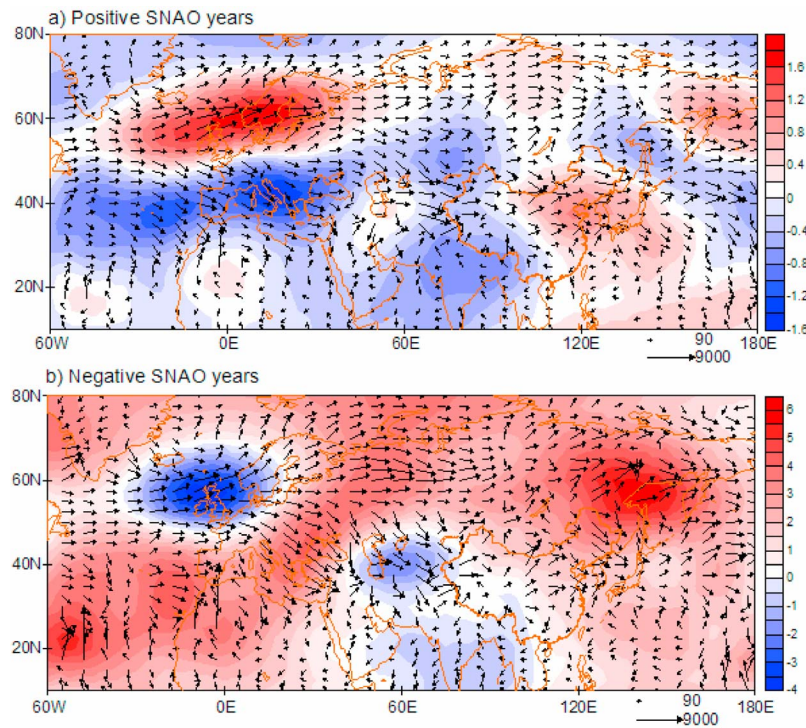 a) Positive SNAO years
80N
60N
40N
20N
60W 0E 60E 120E 180E
90
9000
1.6
1.2
0.8
0.4
0
-0.4
-0.8
-1.2
-1.6
b) Negative SNAO years
80N
60N
40N
20N
60W 0E 60E 120E 180E
90
9000
6
5
4
3
2
1
0
-1
-2
-3
-4